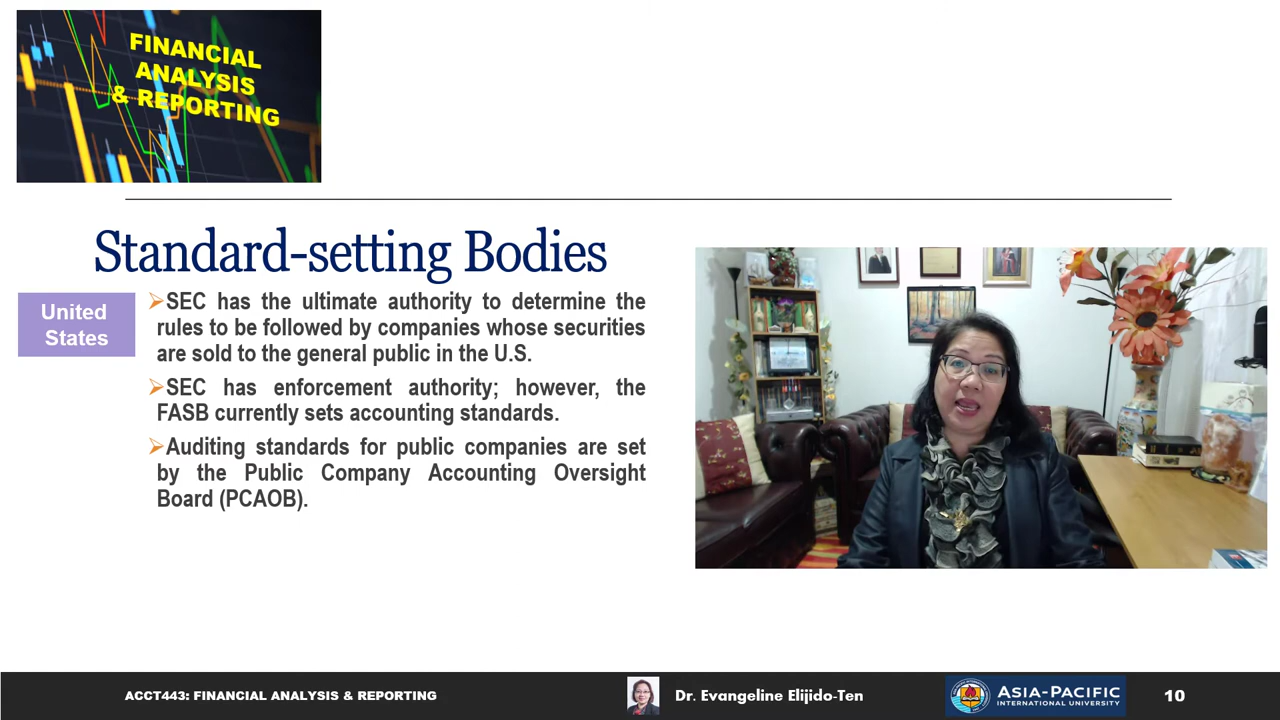 FINANCIAL
ANALYSIS
& REPORTING
Standard-setting Bodies
United
States
SEC has the ultimate authority to determine the
rules to be followed by companies whose securities
are sold to the general public in the U.S.
SEC has enforcement authority; however, the
FASB currently sets accounting standards.
Auditing standards for public companies are set
by the Public Company Accounting Oversight
Board (PCAOB).
ACCT443: FINANCIAL ANALYSIS & REPORTING
Dr. Evangeline Elijido-Ten
ASIA-PACIFIC
INTERNATIONAL UNIVERSITY
10